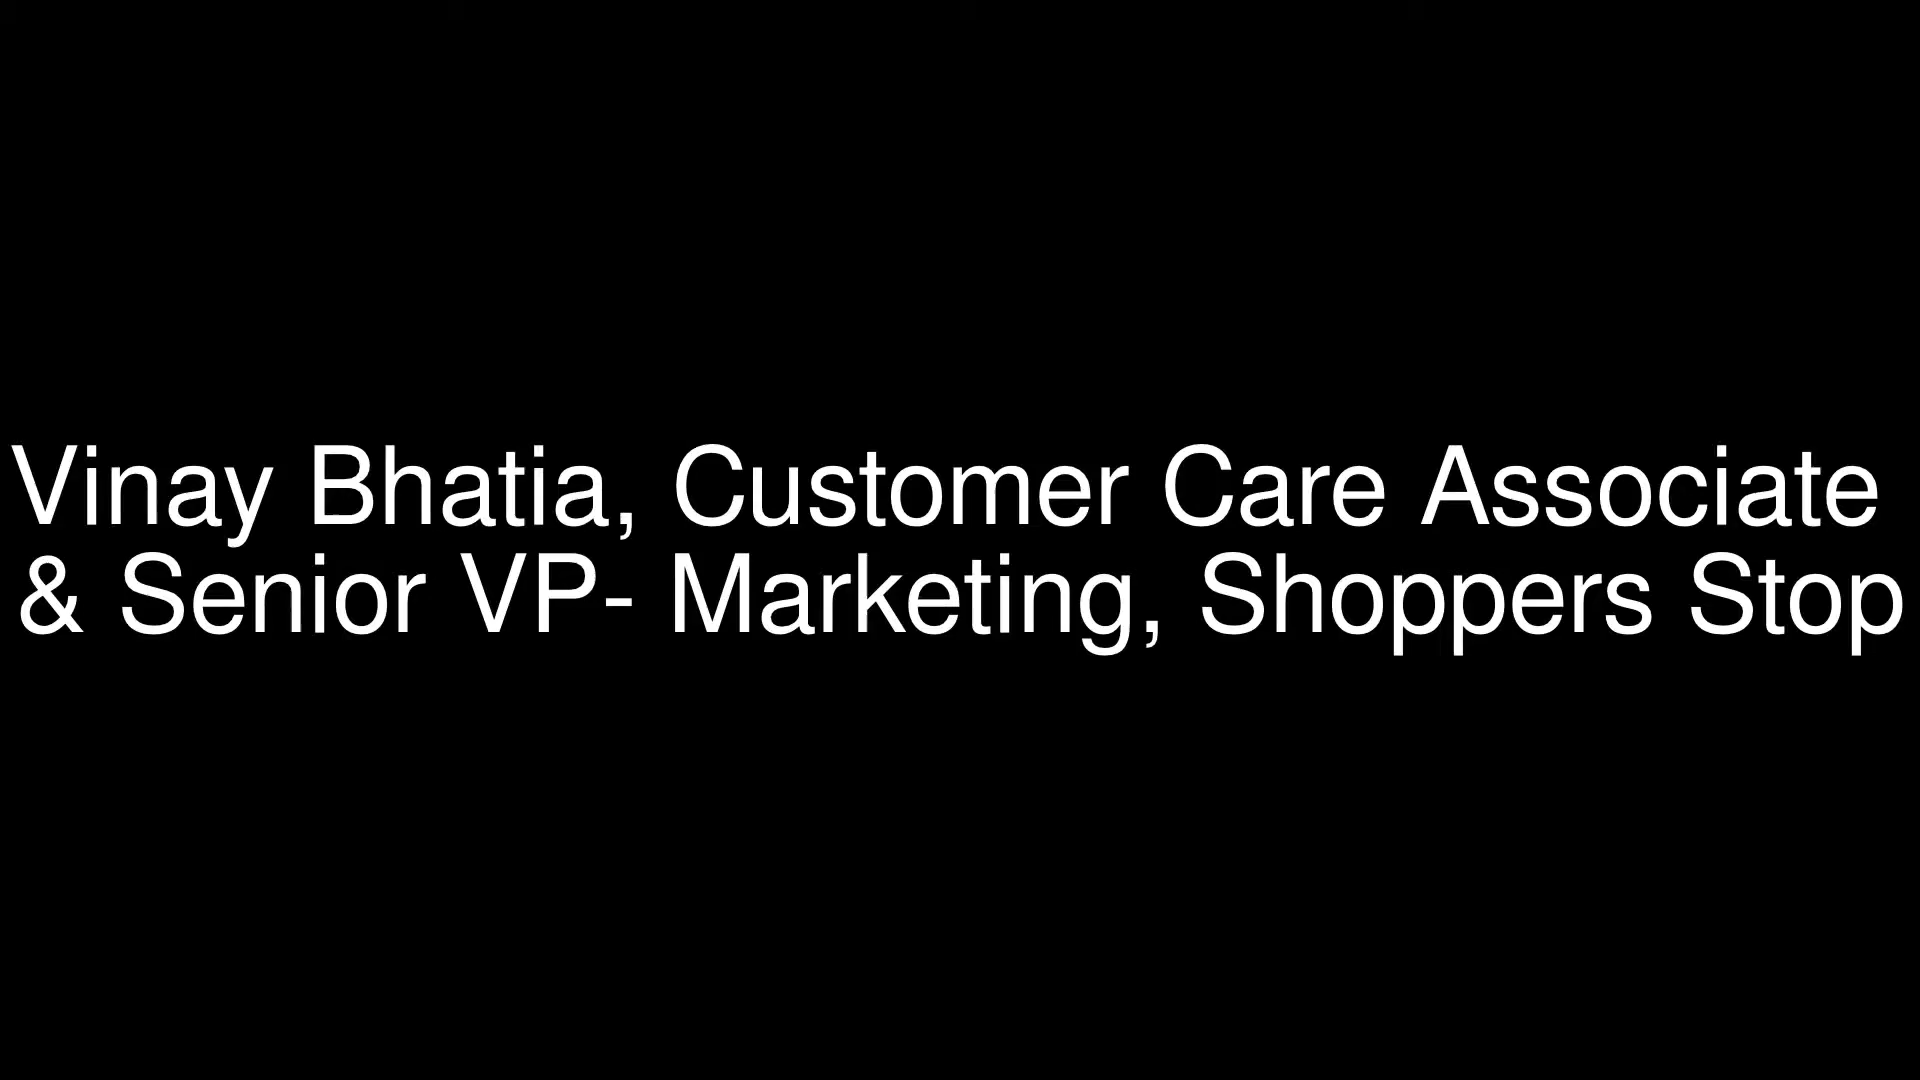 Vinay Bhatia, Customer Care Associate
& Senior VP- Marketing, Shoppers Stop